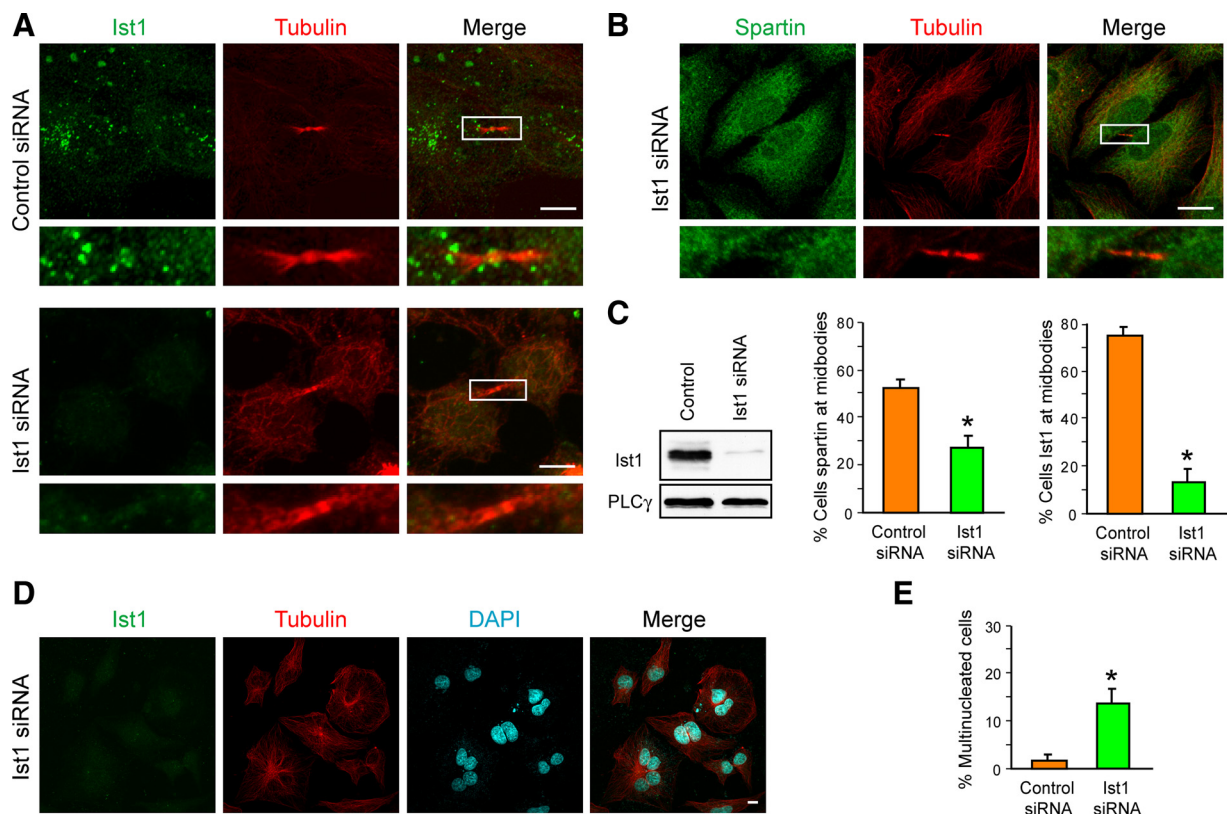 A
Ist1 Tubulin Merge
Control siRNA
Ist1 siRNA
B
Spartin Tubulin Merge
Ist1 siRNA
C
Control
Ist1 siRNA
Ist1
PLCγ
% Cells spartin at midbodies
80
60
40
20
0
*
Control siRNA
Ist1 siRNA
% Cells Ist1 at midbodies
80
60
40
20
0
*
Control siRNA
Ist1 siRNA
D
Ist1 Tubulin DAPI Merge
Ist1 siRNA
E
% Multinucleated cells
30
20
10
0
*
Control siRNA
Ist1 siRNA